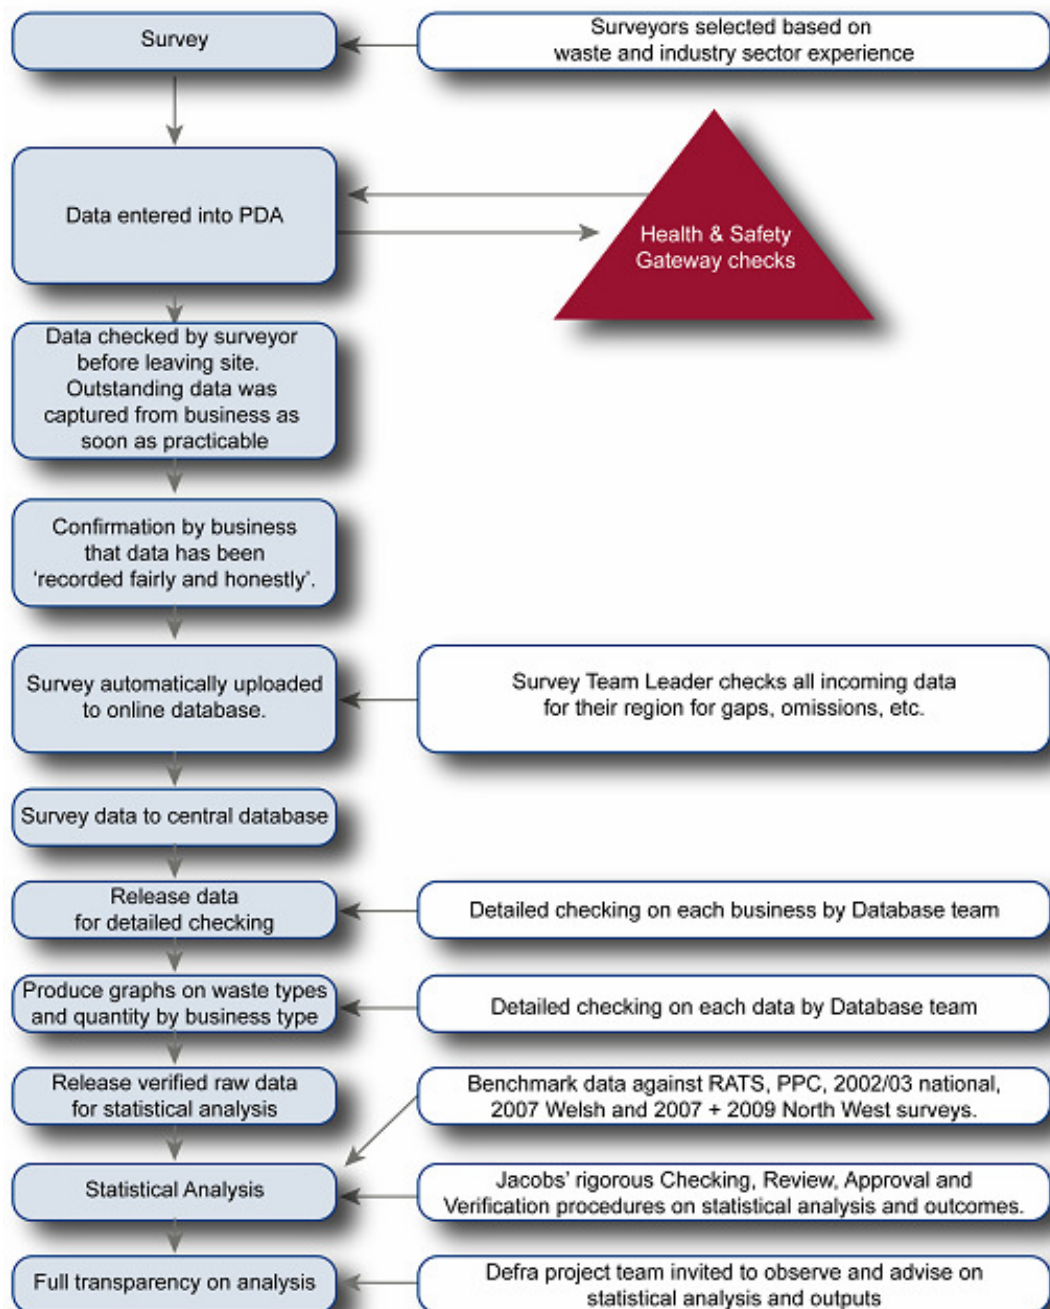 Survey
Surveyors selected based on
waste and industry sector experience
Data entered into PDA
Health & Safety
Gateway checks
Data checked by surveyor
before leaving site.
Outstanding data was
captured from business as
soon as practicable
Confirmation by business
that data has been
‘recorded fairly and honestly’.
Survey automatically uploaded
to online database.
Survey Team Leader checks all incoming data
for their region for gaps, omissions, etc.
Survey data to central database
Release data
for detailed checking
Detailed checking on each business by Database team
Produce graphs on waste types
and quantity by business type
Detailed checking on each data by Database team
Release verified raw data
for statistical analysis
Benchmark data against RATS, PPC, 2002/03 national,
2007 Welsh and 2007 + 2009 North West surveys.
Statistical Analysis
Jacobs’ rigorous Checking, Review, Approval and
Verification procedures on statistical analysis and outcomes.
Full transparency on analysis
Defra project team invited to observe and advise on
statistical analysis and outputs